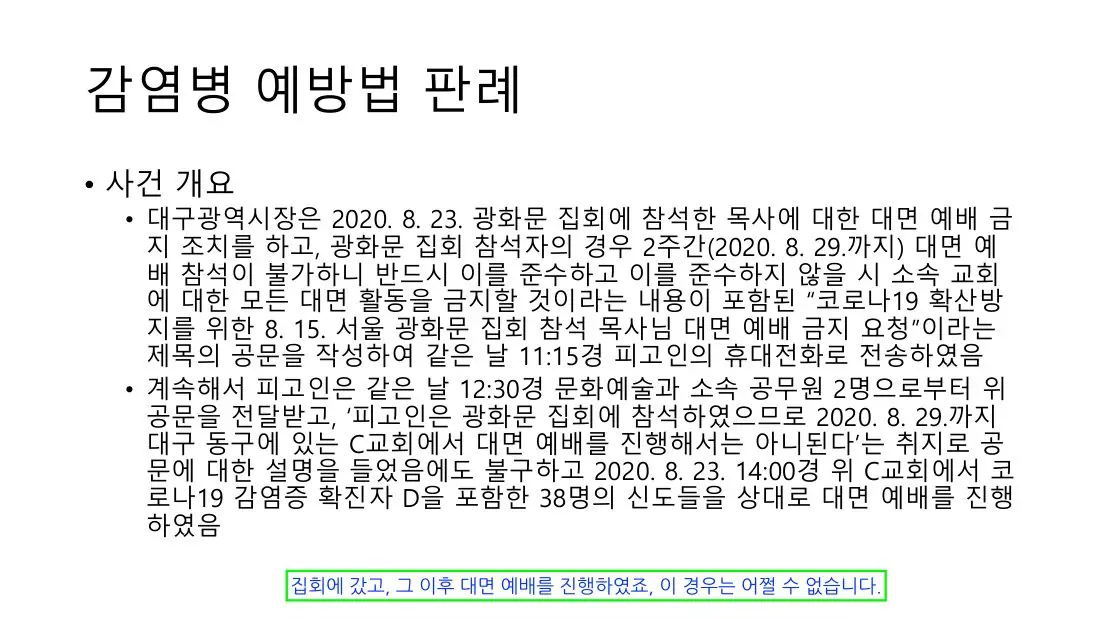 감염병 예방법 판례
• 사건 개요
• 대구광역시장은 2020. 8. 23. 광화문 집회에 참석한 목사에 대한 대면 예배 금
지 조치를 하고, 광화문 집회 참석자의 경우 2주간(2020. 8. 29.까지) 대면 예
배 참석이 불가하니 반드시 이를 준수하고 이를 준수하지 않을 시 소속 교회
에 대한 모든 대면 활동을 금지할 것이라는 내용이 포함된 “코로나19 확산방
지를 위한 8. 15. 서울 광화문 집회 참석 목사님 대면 예배 금지 요청”이라는
제목의 공문을 작성하여 같은 날 11:15경 피고인의 휴대전화로 전송하였음
• 계속해서 피고인은 같은 날 12:30경 문화예술과 소속 공무원 2명으로부터 위
공문을 전달받고, ‘피고인은 광화문 집회에 참석하였으므로 2020. 8. 29.까지
대구 동구에 있는 C교회에서 대면 예배를 진행해서는 아니된다’는 취지로 공
문에 대한 설명을 들었음에도 불구하고 2020. 8. 23. 14:00경 위 C교회에서 코
로나19 감염증 확진자 D을 포함한 38명의 신도들을 상대로 대면 예배를 진행
하였음
집회에 갔고, 그 이후 대면 예배를 진행하였죠, 이 경우는 어쩔 수 없습니다.